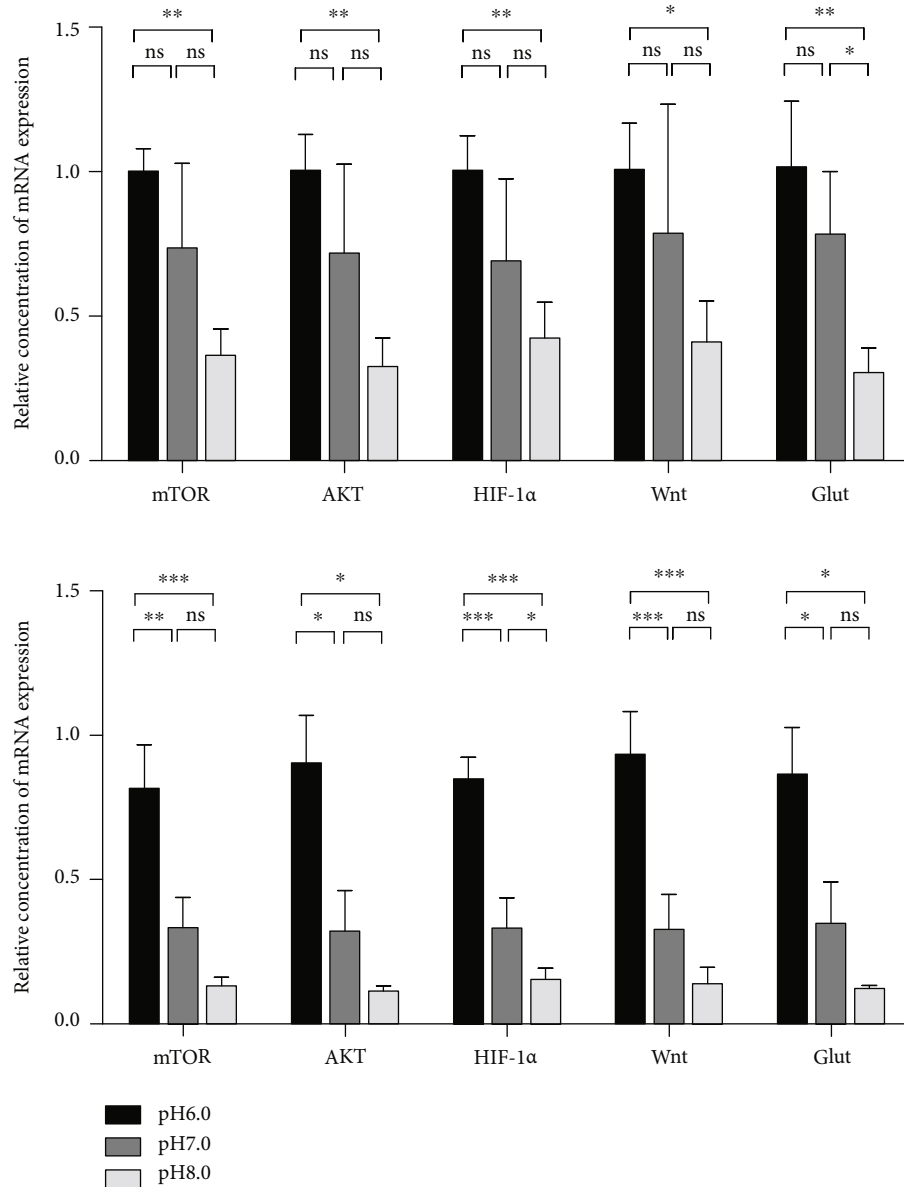 Relative concentration of mRNA expression
1.5
1.0
0.5
0.0
** ** ** * **
ns ns ns ns ns ns ns ns ns *
mTOR AKT HIF-1α Wnt Glut
Relative concentration of mRNA expression
1.5
1.0
0.5
0.0
*** * *** *** *
** ns * ns *** * *** ns * ns
mTOR AKT HIF-1α Wnt Glut
pH6.0
pH7.0
pH8.0